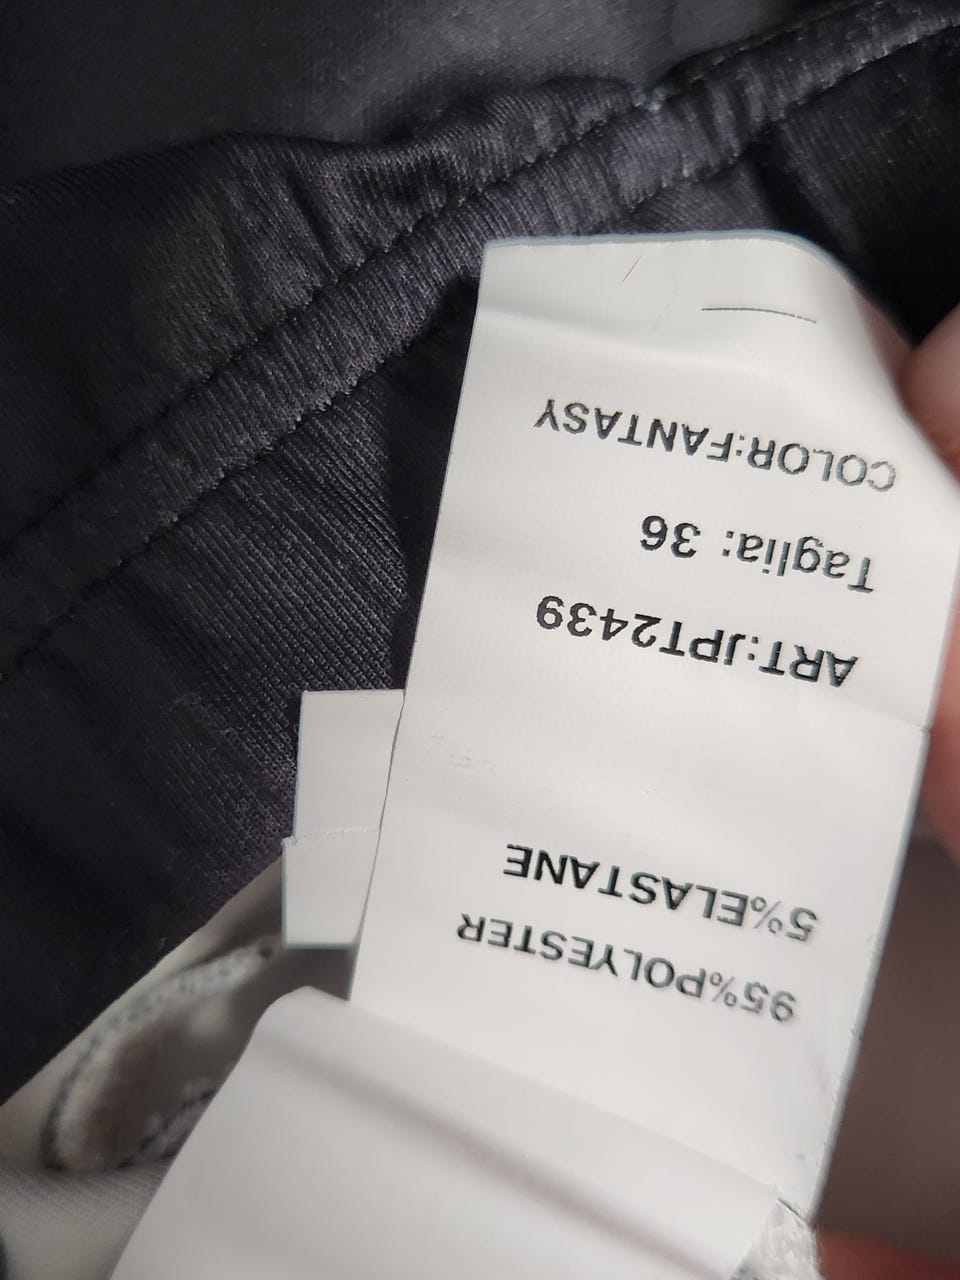 95%POLYESTER
5%ELASTANE
ART:JPT2439
Taglia: 36
COLOR:FANTASY